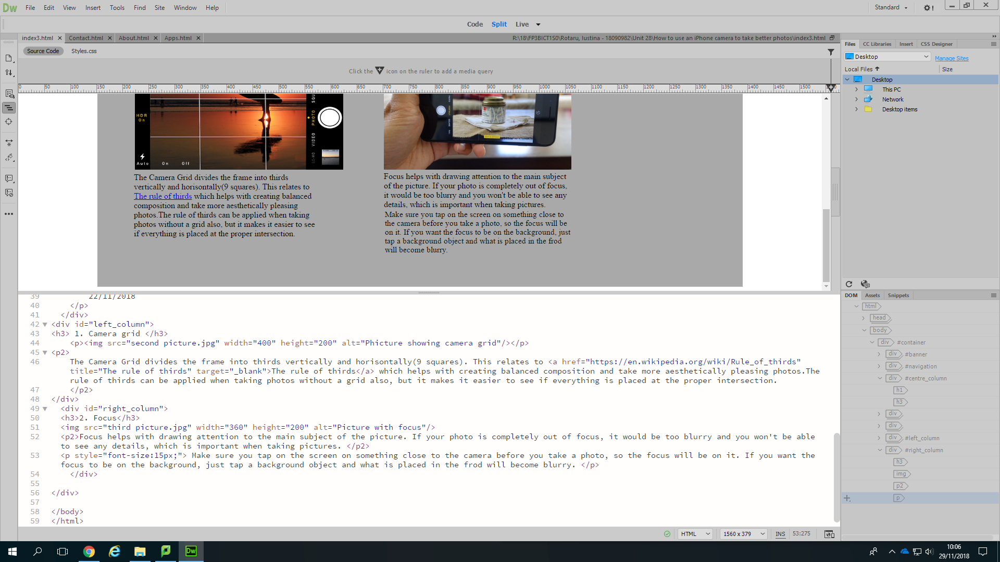 Dw File Edit View Insert Tools Find Site Window Help
Standard
Code Split Live
index3.html Contact.html About.html Apps.html
R:\18\FP3BICT1S0\Rotaru, Iustina - 18090982\Unit 28\How to use an iPhone camera to take better photos\index3.html
Source Code Styles.css
Click the icon on the ruler to add a media query
0 50 100 150 200 250 300 350 400 450 500 550 600 650 700 750 800 850 900 950 1000 1050 1100 1150 1200 1250 1300 1350 1400 1450 1500
HDR
On
Auto On Off
VIDEO PHOTO SQU
The Camera Grid divides the frame into thirds
vertically and horisontally(9 squares). This relates to
The rule of thirds which helps with creating balanced
composition and take more aesthetically pleasing
photos.The rule of thirds can be applied when taking
photos without a grid also, but it makes it easier to see
if everything is placed at the proper intersection.
Focus helps with drawing attention to the main subject
of the picture. If your photo is completely out of focus,
it would be too blurry and you won't be able to see any
details, which is important when taking pictures.
Make sure you tap on the screen on something close to
the camera before you take a photo, so the focus will be
on it. If you want the focus to be on the background, just
tap a background object and what is placed in the frod
will become blurry.
39 22/11/2018
40 </p>
41 </div>
42 <div id="left_column">
43 <h3> 1. Camera grid </h3>
44 <p><img src="second picture.jpg" width="400" height="200" alt="Phicture showing camera grid"/></p>
45 <p2>
46 The Camera Grid divides the frame into thirds vertically and horisontally(9 squares). This relates to <a href="https://en.wikipedia.org/wiki/Rule_of_thirds"
title="The rule of thirds" target="_blank">The rule of thirds</a> which helps with creating balanced composition and take more aesthetically pleasing photos.The
rule of thirds can be applied when taking photos without a grid also, but it makes it easier to see if everything is placed at the proper intersection.
47 </p2>
48 </div>
49 <div id="right_column">
50 <h3>2. Focus</h3>
51 <img src="third picture.jpg" width="360" height="200" alt="Picture with focus"/>
52 <p2>Focus helps with drawing attention to the main subject of the picture. If your photo is completely out of focus, it would be too blurry and you won't be able
to see any details, which is important when taking pictures. </p2>
53 <p style="font-size:15px;"> Make sure you tap on the screen on something close to the camera before you take a photo, so the focus will be on it. If you want the
focus to be on the background, just tap a background object and what is placed in the frod will become blurry. </p>
54 </div>
55
56 </div>
57
58 </body>
59 </html>
HTML 1560 x 379 INS 53:275
Files CC Libraries Insert CSS Designer
Desktop Manage Sites
Local Files Size
Desktop
This PC
Network
Desktop items
DOM Assets Snippets
html
head
body
div #container
div #banner
div #navigation
div #centre_column
h1
h3
div
div
div #left_column
div #right_column
h3
img
p2
p
Dw
10:06
29/11/2018